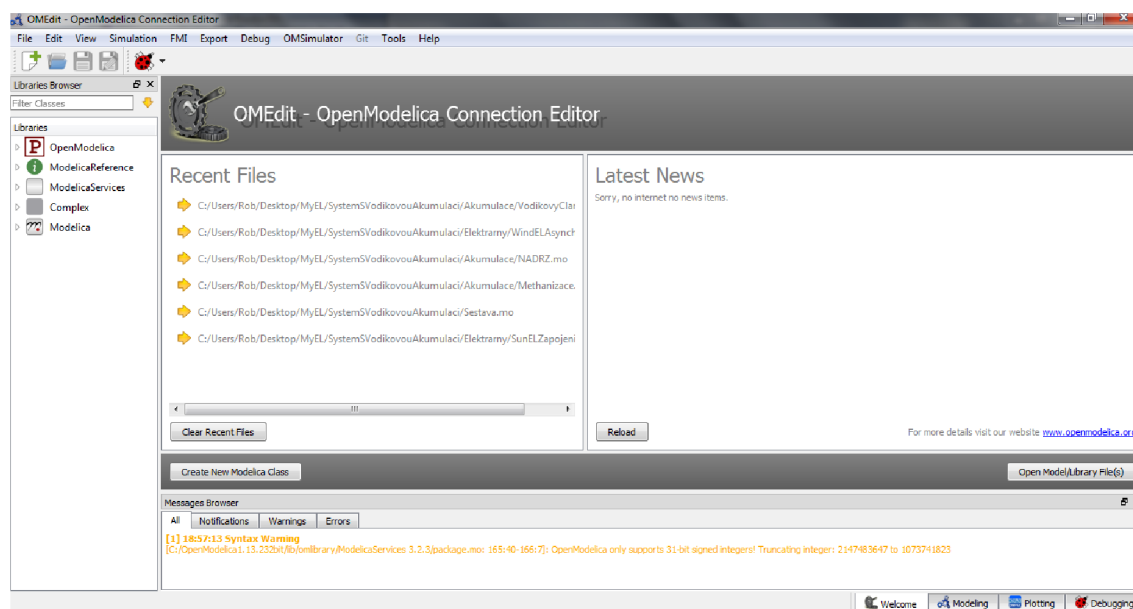 OMEdit - OpenModelica Connection Editor
File Edit View Simulation FMI Export Debug OMSimulator Git Tools Help
Libraries Browser
Filter Classes
Libraries
OpenModelica
ModelicaReference
ModelicaServices
Complex
Modelica
OMEdit - OpenModelica Connection Editor
Recent Files
C:/Users/Rob/Desktop/MyEL/SystemSVodikovouAkumulaci/Akumulace/VodikovyClar
C:/Users/Rob/Desktop/MyEL/SystemSVodikovouAkumulaci/Elektrarny/WindELAsynch
C:/Users/Rob/Desktop/MyEL/SystemSVodikovouAkumulaci/Akumulace/NADRZ.mo
C:/Users/Rob/Desktop/MyEL/SystemSVodikovouAkumulaci/Akumulace/Methanizace.
C:/Users/Rob/Desktop/MyEL/SystemSVodikovouAkumulaci/Sestava.mo
C:/Users/Rob/Desktop/MyEL/SystemSVodikovouAkumulaci/Elektrarny/SunELZapojeni
Clear Recent Files
Latest News
Sorry, no internet no news items.
Reload
For more details visit our website www.openmodelica.org
Create New Modelica Class
Open Model/Library File(s)
Messages Browser
All Notifications Warnings Errors
[1] 18:57:13 Syntax Warning
[C:/OpenModelica1.13.232bit/lib/omlibrary/ModelicaServices 3.2.3/package.mo: 165:40-166:7]: OpenModelica only supports 31-bit signed integers! Truncating integer: 2147483647 to 1073741823
Welcome Modeling Plotting Debugging